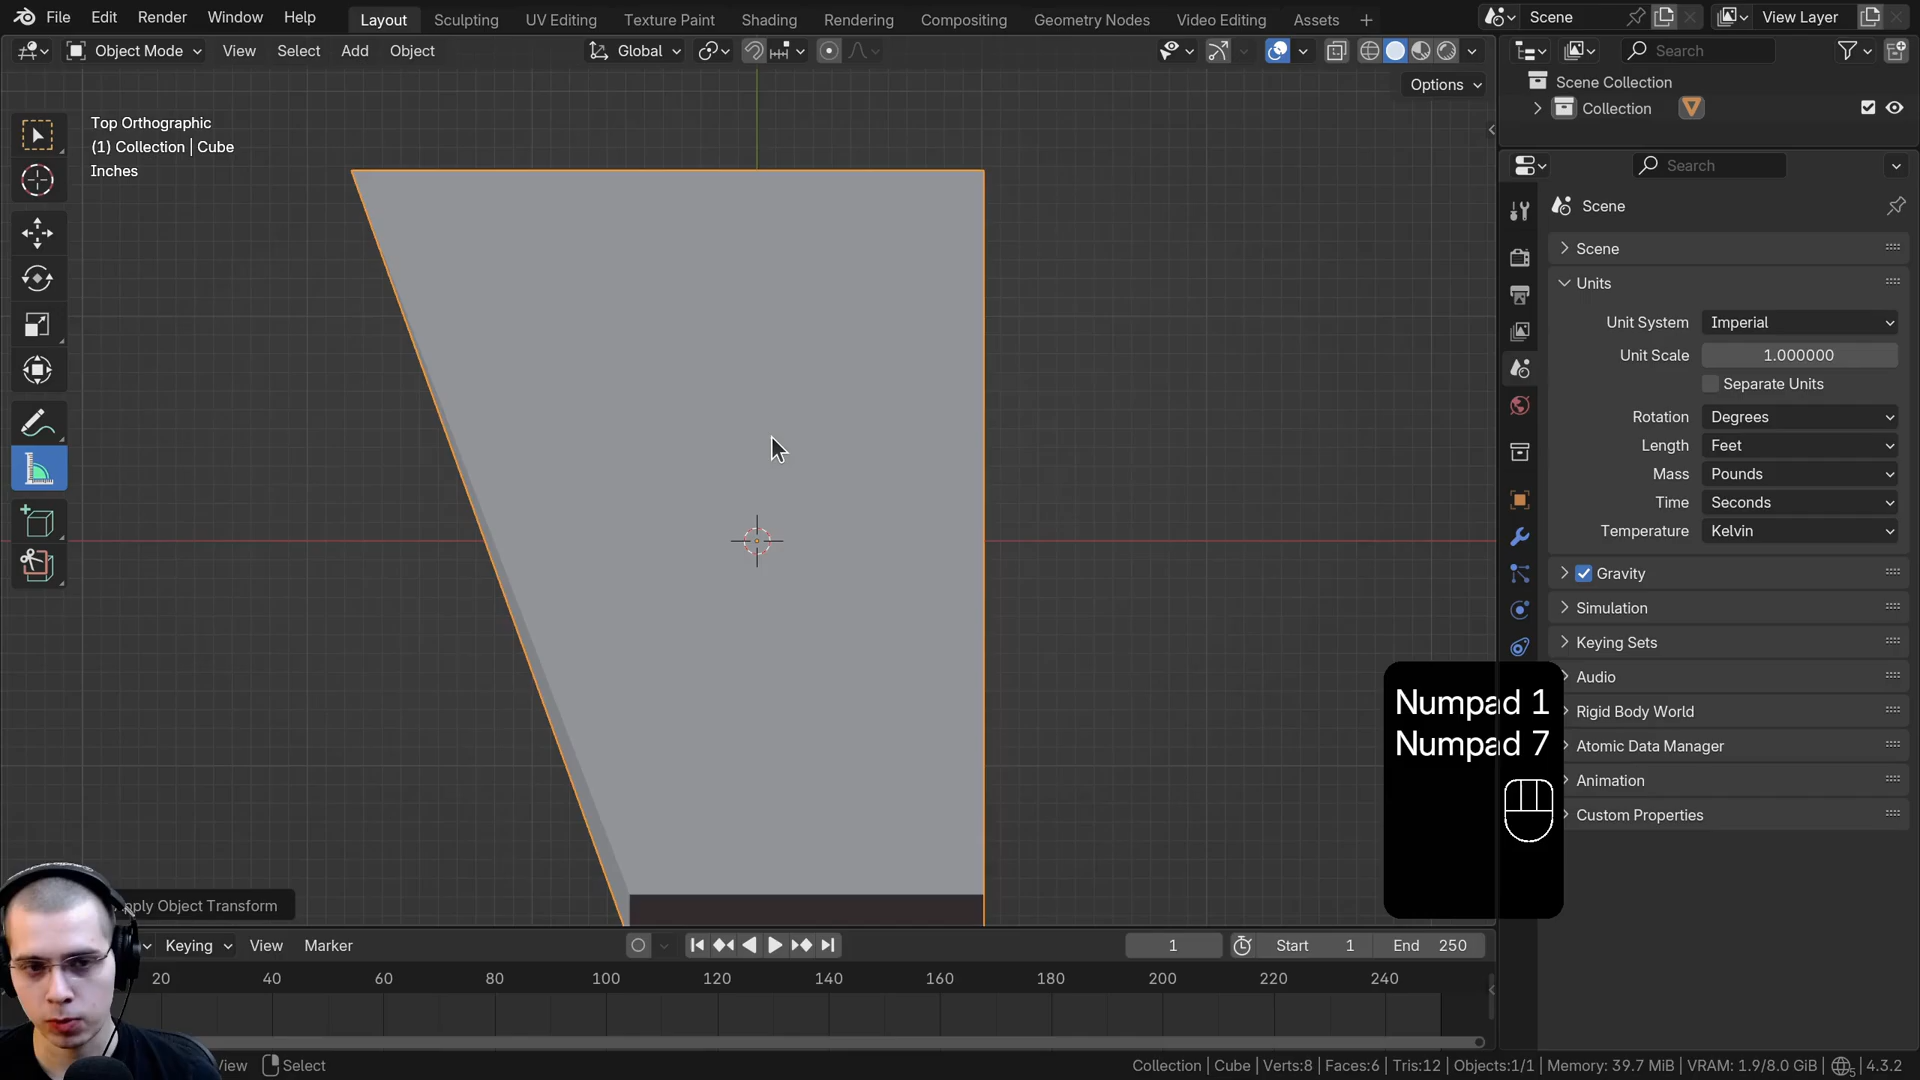 File Edit Render Window Help Layout Sculpting UV Editing Texture Paint Shading Animation Rendering Compositing Geometry Nodes Video Editing Assets + Scene View Layer
Object Mode View Select Add Object Global Search
Options
Scene Collection
Collection
Top Orthographic
(1) Collection | Cube
Inches
Search
Scene
Scene
Units
Unit System Imperial
Unit Scale 1.000000
Separate Units
Rotation Degrees
Length Feet
Mass Pounds
Time Seconds
Temperature Kelvin
Gravity
Simulation
Keying Sets
Audio
Rigid Body World
Atomic Data Manager
Animation
Custom Properties
Numpad 1
Numpad 7
pply Object Transform
Keying View Marker 1 Start 1 End 250
20 40 60 80 100 120 140 160 180 200 220 240
View Select Collection | Cube | Verts:8 | Faces:6 | Tris:12 | Objects:1/1 | Memory: 39.7 MiB | VRAM: 1.9/8.0 GiB | 4.3.2